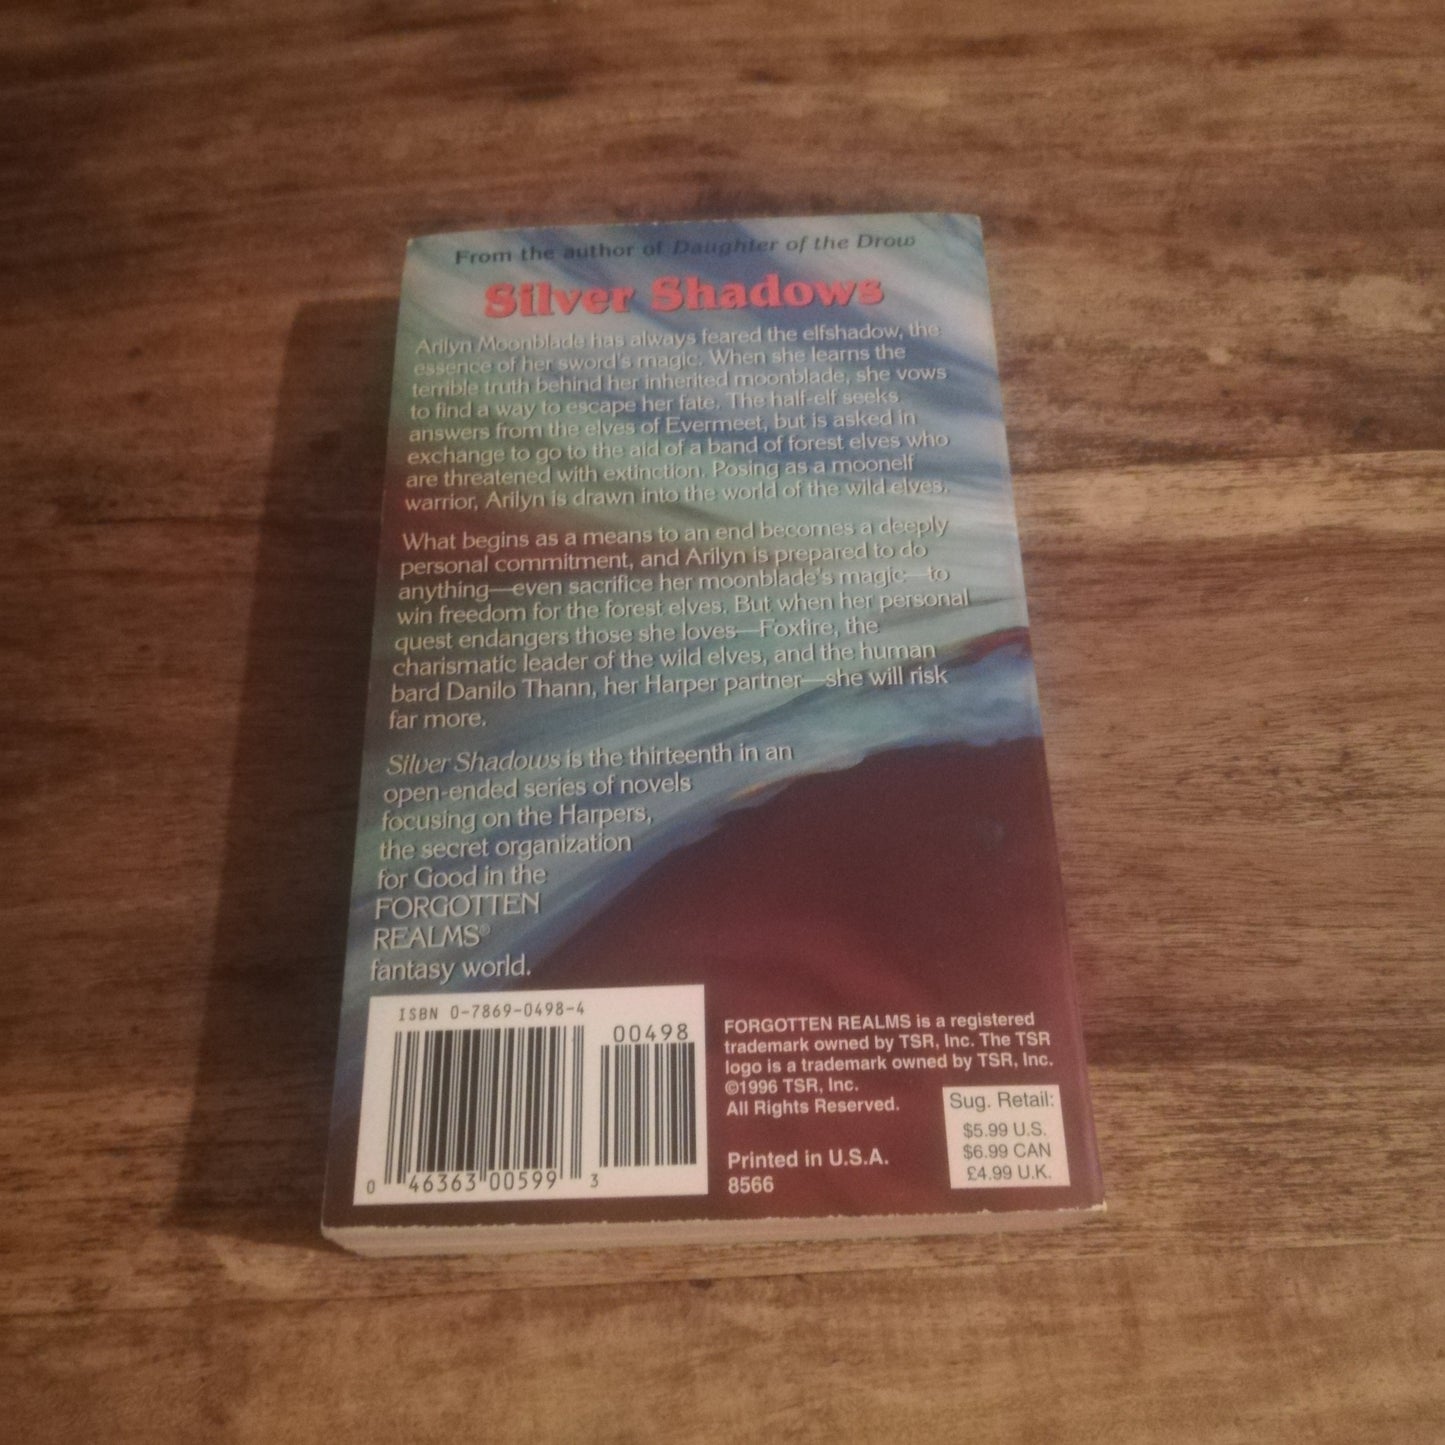 From the author of Daughter of the Drow
Silver Shadows
Arilyn Moonblade has always feared the elfshadow, the
essence of her sword's magic. When she learns the
terrible truth behind her inherited moonblade, she vows
to find a way to escape her fate. The half-elf seeks
answers from the elves of Evermeet, but is asked in
exchange to go to the aid of a band of forest elves who
are threatened with extinction. Posing as a moonelf
warrior, Arilyn is drawn into the world of the wild elves.
What begins as a means to an end becomes a deeply
personal commitment, and Arilyn is prepared to do
anything—even sacrifice her moonblade's magic—to
win freedom for the forest elves. But when her personal
quest endangers those she loves—Foxfire, the
charismatic leader of the wild elves, and the human
bard Danilo Thann, her Harper partner—she will risk
far more.
Silver Shadows is the thirteenth in an
open-ended series of novels
focusing on the Harpers,
the secret organization
for Good in the
FORGOTTEN
REALMS®
fantasy world.
ISBN 0-7869-0498-4
00498
0 46363 00599 3
FORGOTTEN REALMS is a registered
trademark owned by TSR, Inc. The TSR
logo is a trademark owned by TSR, Inc.
©1996 TSR, Inc.
All Rights Reserved.
Printed in U.S.A.
8566
Sug. Retail:
$5.99 U.S.
$6.99 CAN
£4.99 U.K.